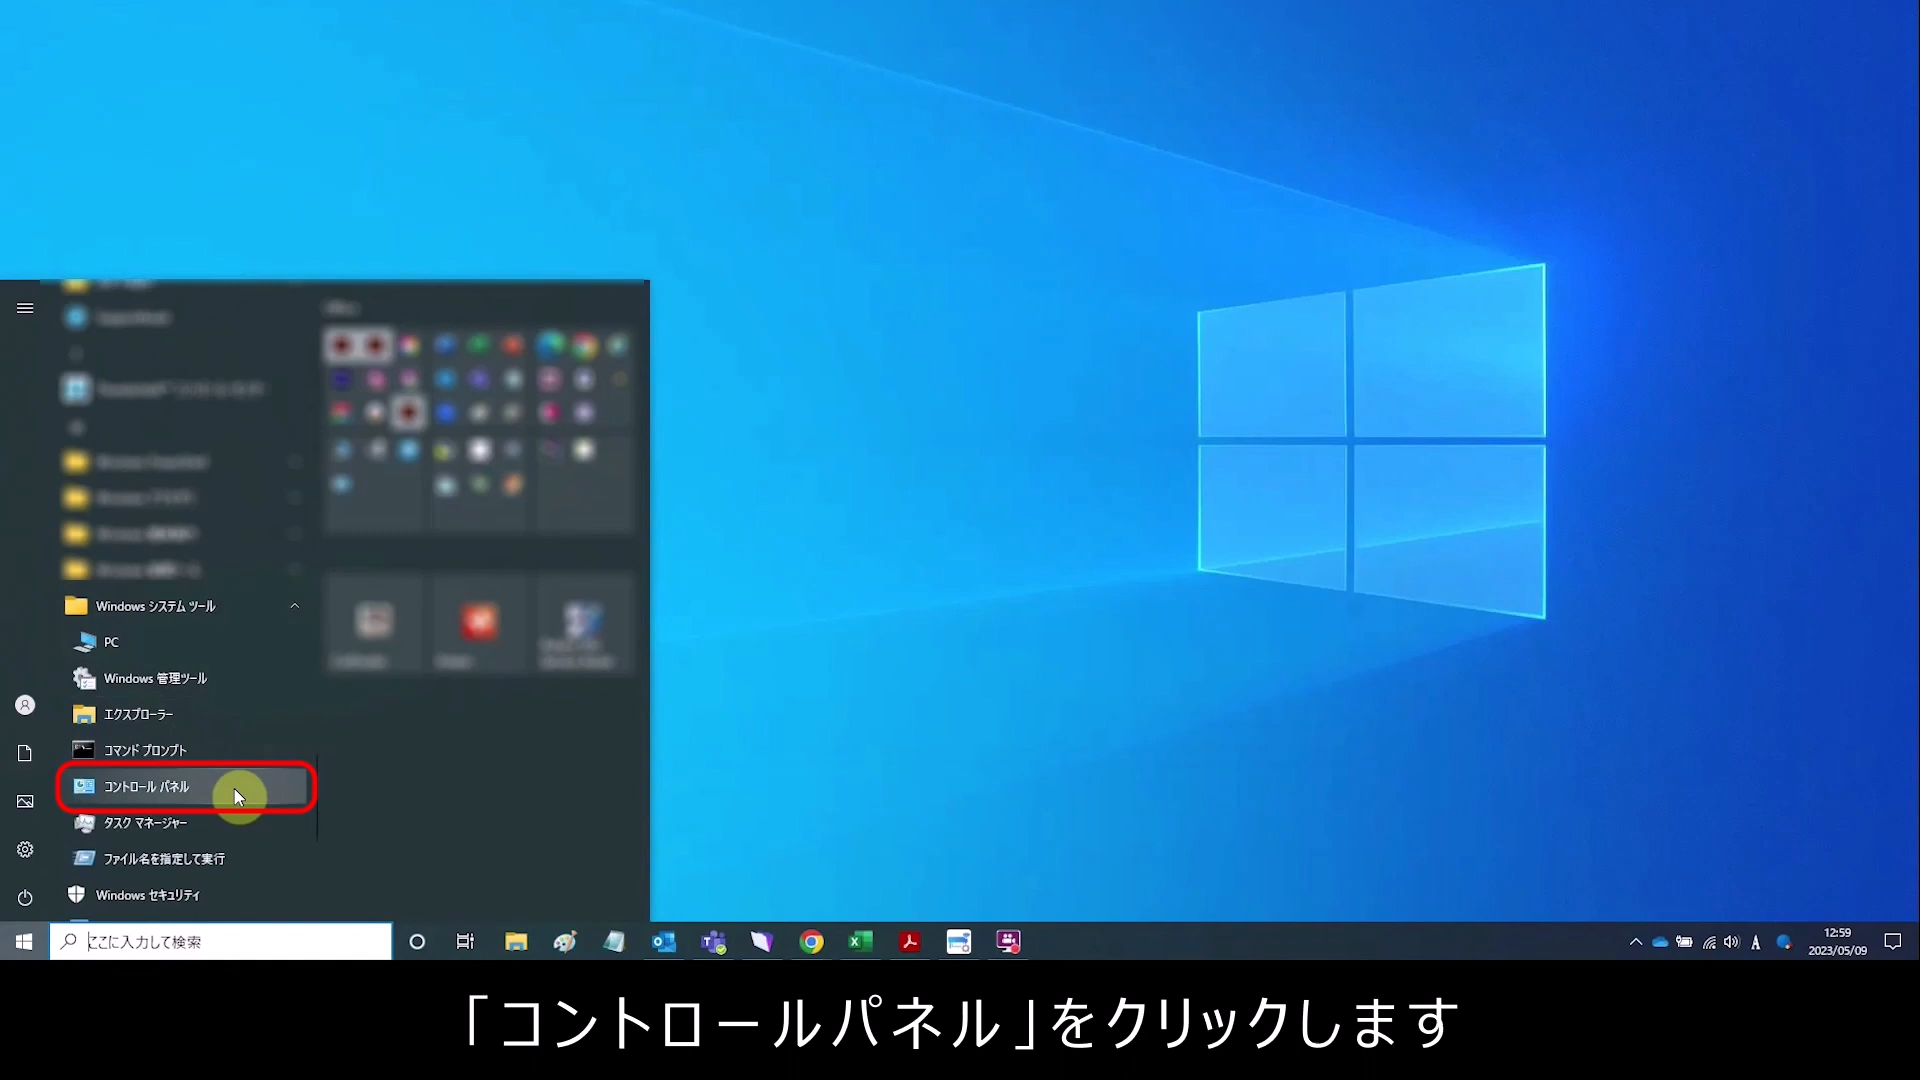 Windows システム ツール
PC
Windows 管理ツール
エクスプローラー
コマンド プロンプト
コントロール パネル
タスク マネージャー
ファイル名を指定して実行
Windows セキュリティ
ここに入力して検索
A
12:59
2023/05/09
「コントロールパネル」をクリックします